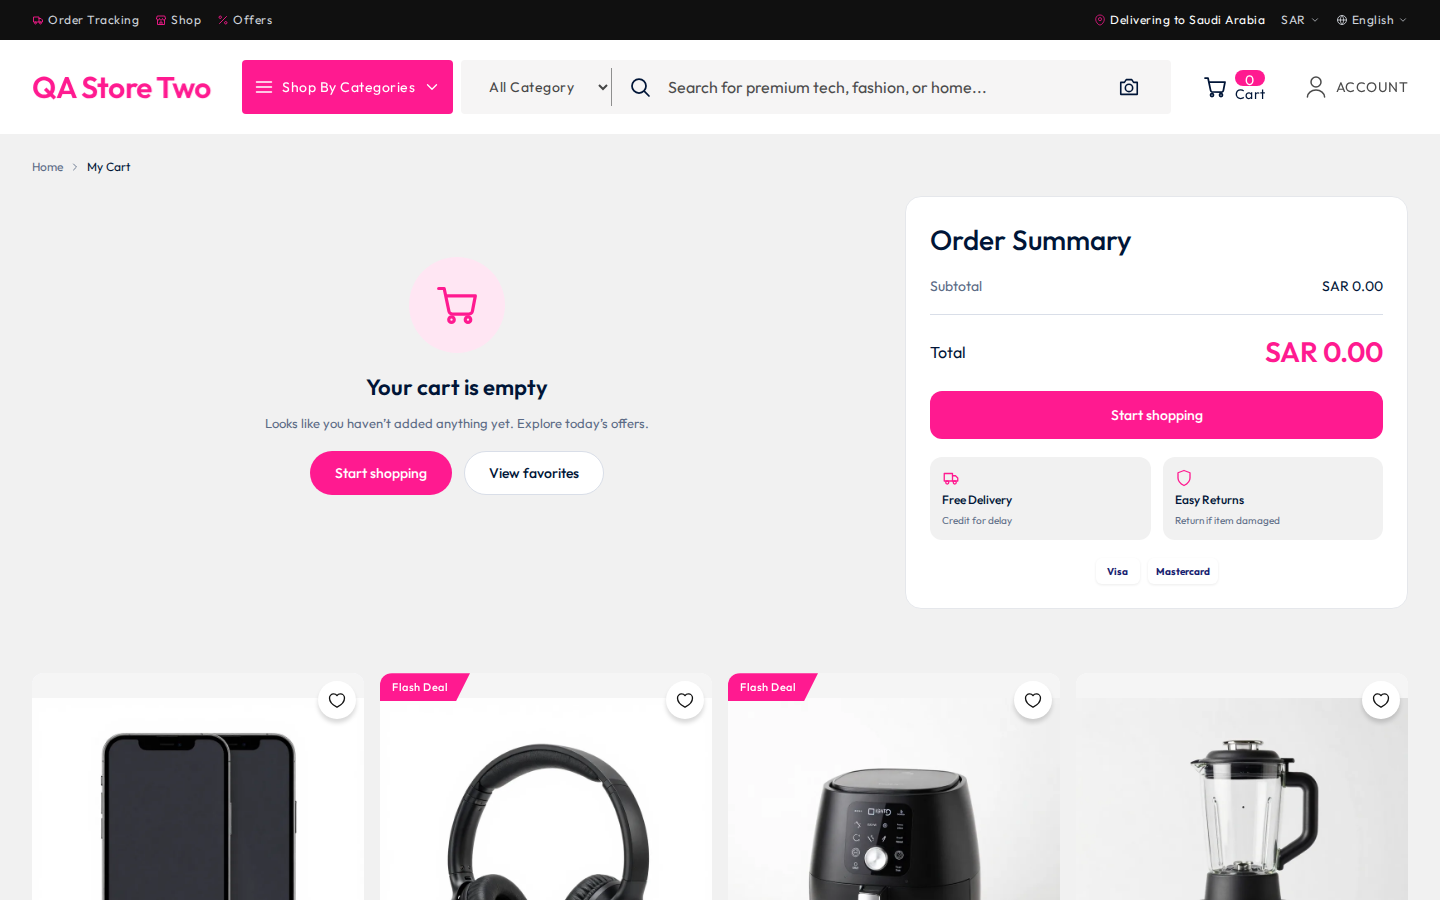 Order Tracking
Shop
Offers
Delivering to Saudi Arabia
SAR
English
QA Store Two
Shop By Categories
All Category
Search for premium tech, fashion, or home...
0
Cart
ACCOUNT
Home
My Cart
Your cart is empty
Looks like you haven’t added anything yet. Explore today’s offers.
Start shopping
View favorites
Order Summary
Subtotal
SAR 0.00
Total
SAR 0.00
Start shopping
Free Delivery
Credit for delay
Easy Returns
Return if item damaged
Visa
Mastercard
Flash Deal
Flash Deal